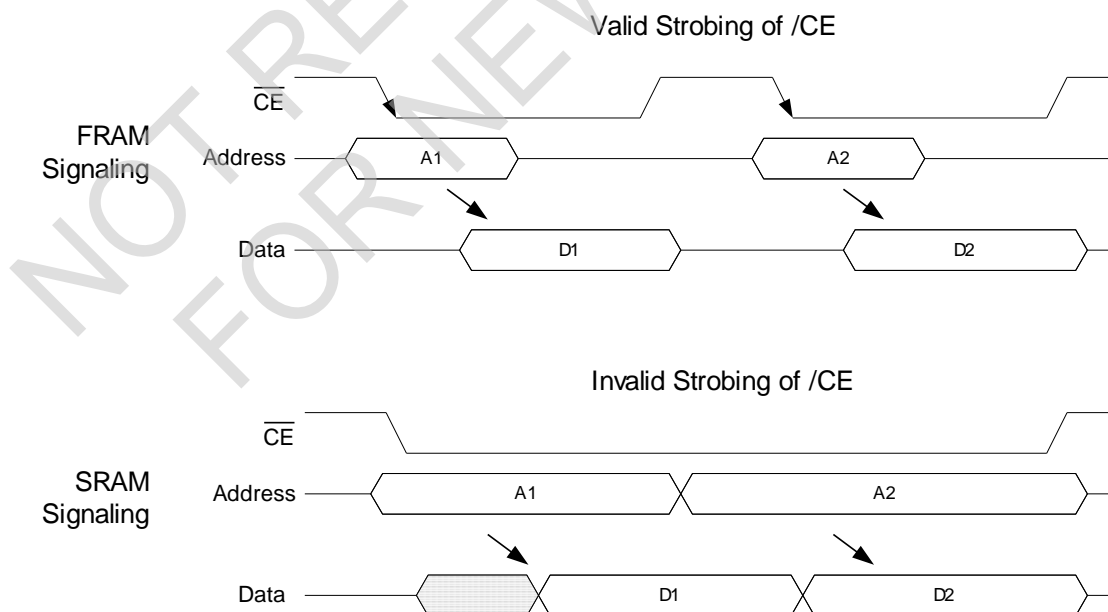 Valid Strobing of /CE
CE
FRAM
Signaling
Address
A1
A2
Data
D1
D2
Invalid Strobing of /CE
CE
SRAM
Signaling
Address
A1
A2
Data
D1
D2
NOT RE
FOR NEW